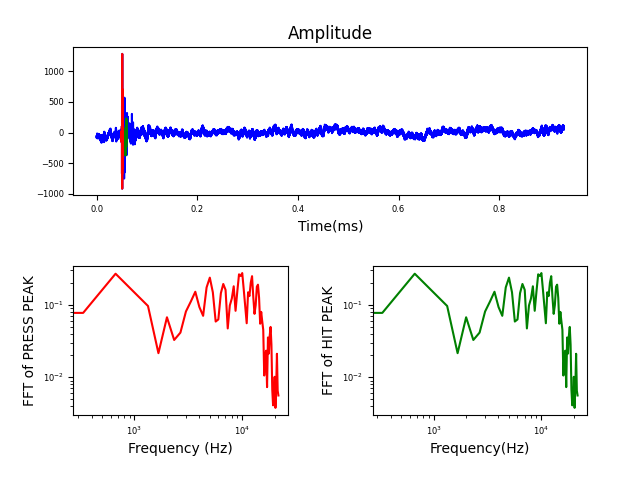 Amplitude
1000
500
0
−500
−1000
0.0 0.2 0.4 0.6 0.8
Time(ms)
FFT of PRESS PEAK
10⁻¹
10⁻²
10³ 10⁴
Frequency (Hz)
FFT of HIT PEAK
10⁻¹
10⁻²
10³ 10⁴
Frequency(Hz)